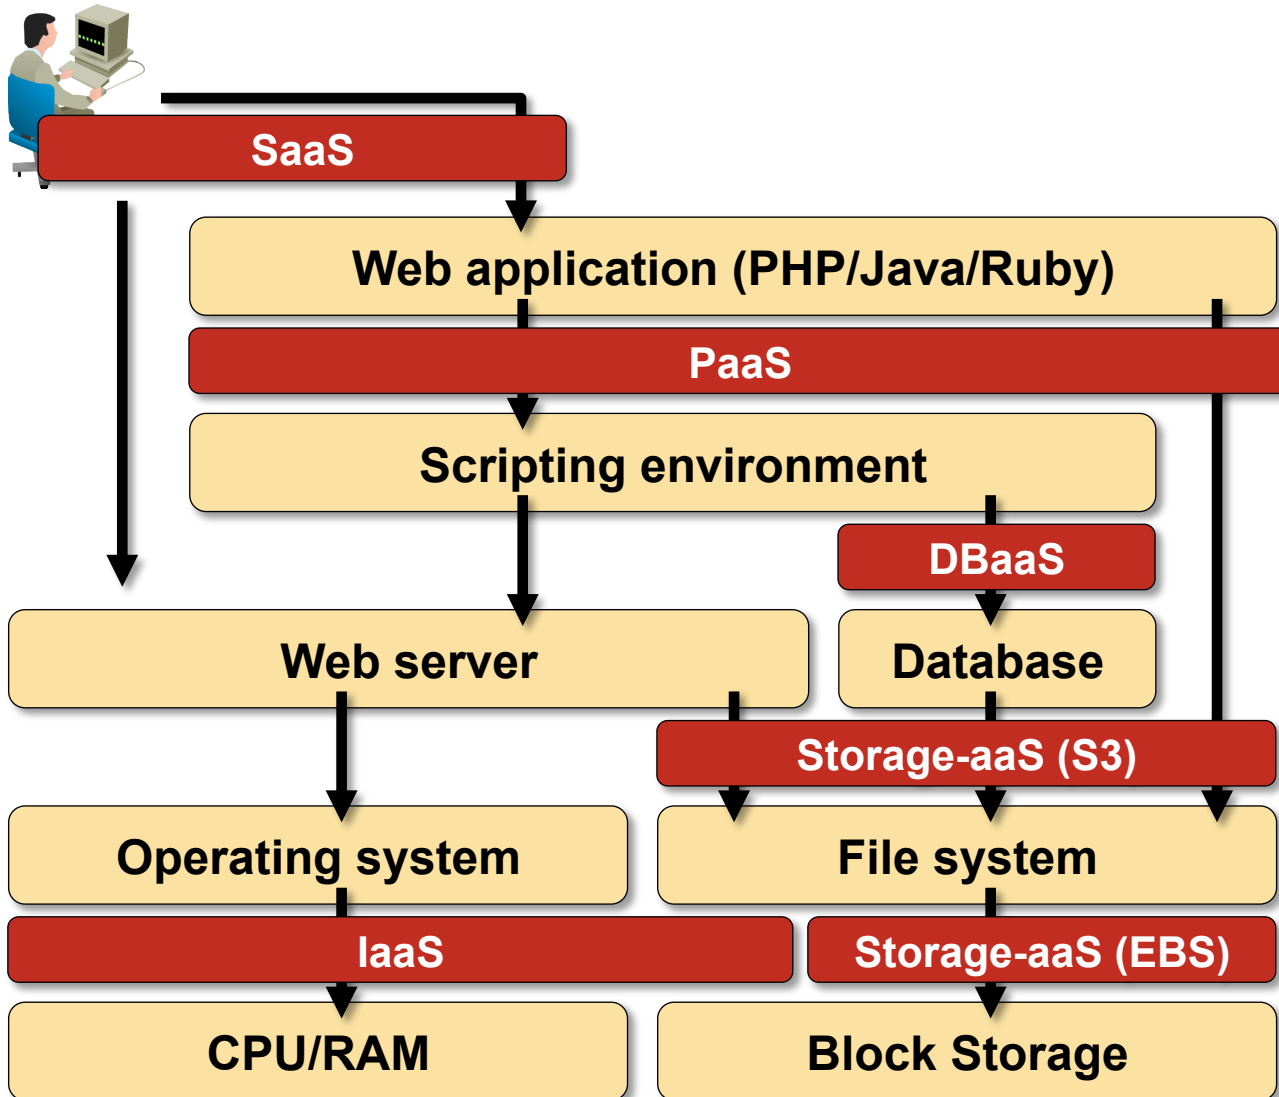 SaaS
Web application (PHP/Java/Ruby)
PaaS
Scripting environment
DBaaS
Web server
Database
Storage-aaS (S3)
Operating system
File system
IaaS
Storage-aaS (EBS)
CPU/RAM
Block Storage